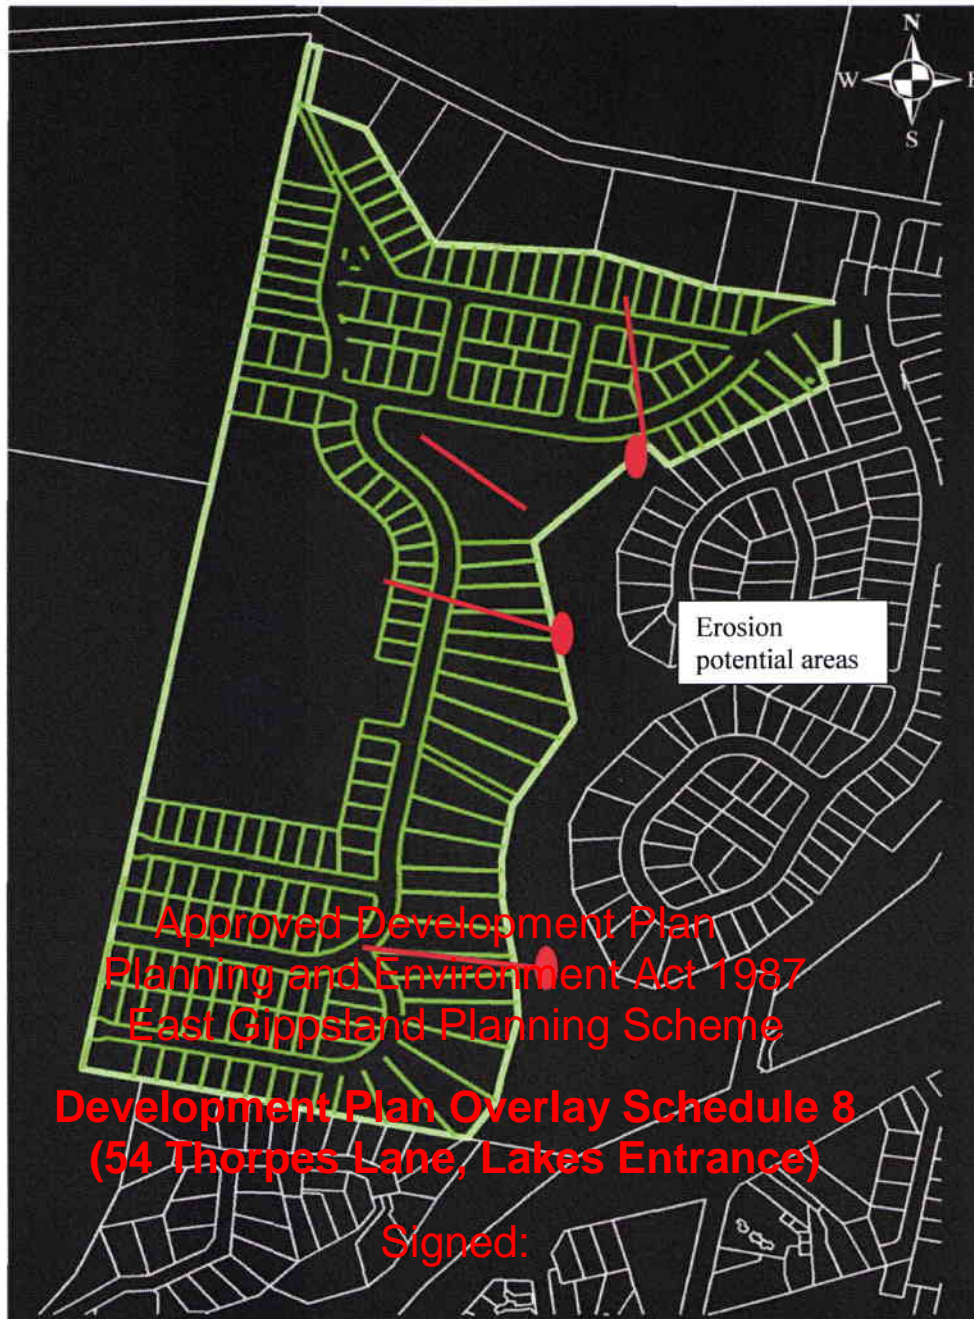 N
W
E
S
Erosion
potential areas
Approved Development Plan
Planning and Environment Act 1987
East Gippsland Planning Scheme
Development Plan Overlay Schedule 8
(54 Thorpes Lane, Lakes Entrance)
Signed: